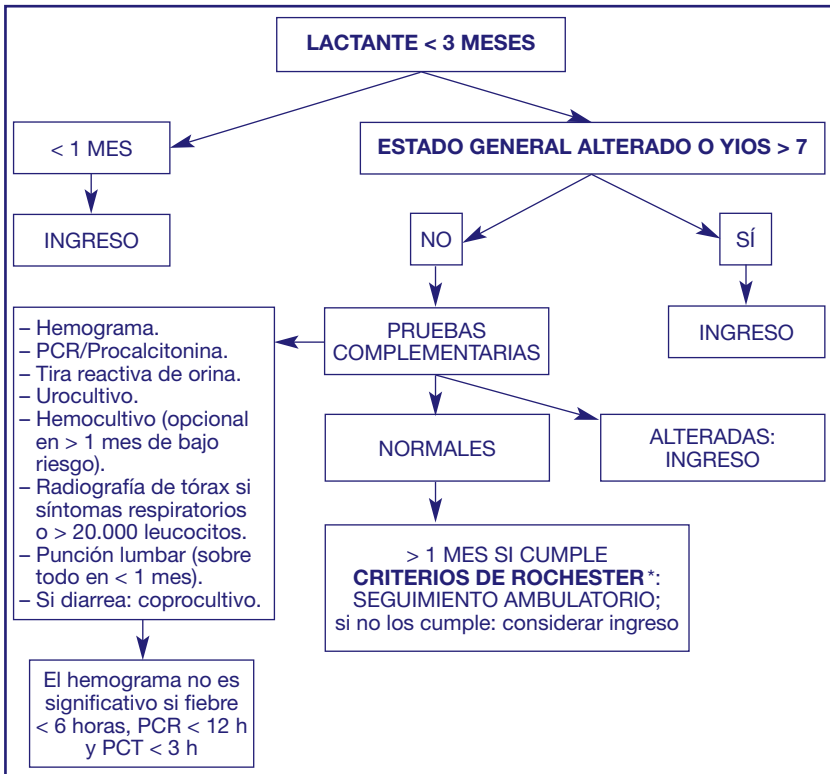 LACTANTE < 3 MESES
< 1 MES
ESTADO GENERAL ALTERADO O YIOS > 7
INGRESO
NO
SÍ
INGRESO
PRUEBAS
COMPLEMENTARIAS
– Hemograma.
– PCR/Procalcitonina.
– Tira reactiva de orina.
– Urocultivo.
– Hemocultivo (opcional
en > 1 mes de bajo
riesgo).
– Radiografía de tórax si
síntomas respiratorios
o > 20.000 leucocitos.
– Punción lumbar (sobre
todo en < 1 mes).
– Si diarrea: coprocultivo.
NORMALES
ALTERADAS:
INGRESO
> 1 MES SI CUMPLE
CRITERIOS DE ROCHESTER*:
SEGUIMIENTO AMBULATORIO;
si no los cumple: considerar ingreso
El hemograma no es
significativo si fiebre
< 6 horas, PCR < 12 h
y PCT < 3 h